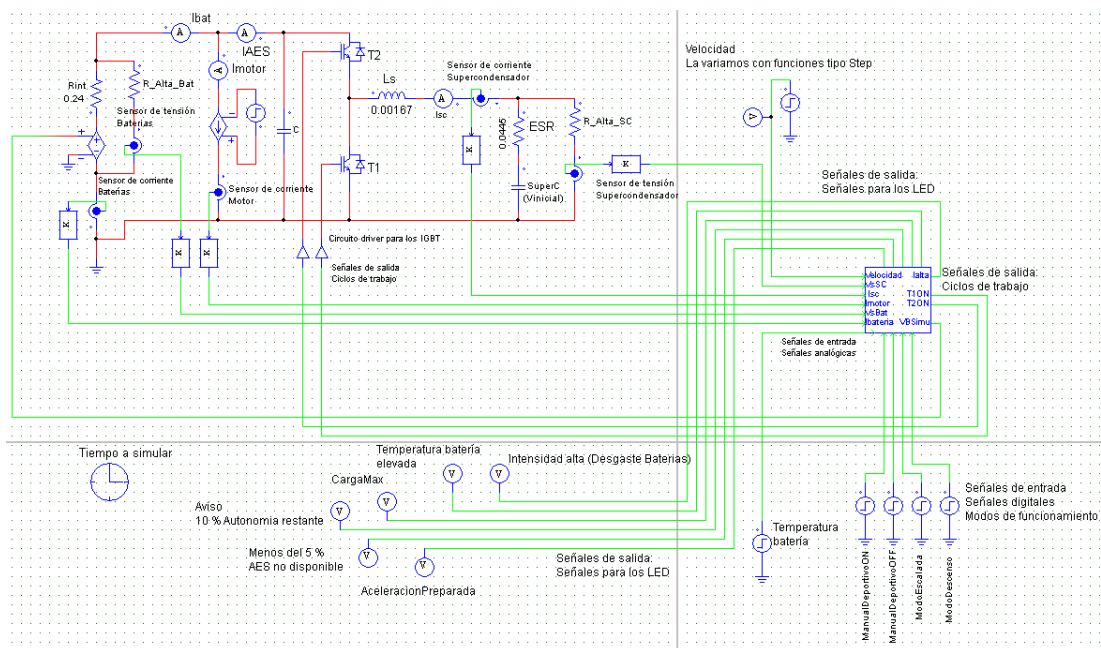 Ibat
IAES
Imotor
A
A
A
Rint
0.24
R_Alta_Bat
Sensor de tensión
Baterias
Sensor de corriente
Baterias
Sensor de corriente
Motor
K
K
K
C
T2
T1
Ls
0.00167
A
Isc
Sensor de corriente
Supercondensador
K
0.0446
ESR
R_Alta_SC
SuperC
(Vinicial)
K
Sensor de tensión
Supercondensador
Circuito driver para los IGBT
Señales de salida
Ciclos de trabajo
Velocidad
La variamos con funciones tipo Step
V
Señales de salida:
Señales para los LED
Señales de salida:
Ciclos de trabajo
Velocidad
VsSC
Isc
Imotor
VsBat
Ibateria
Ialta
T1ON
T2ON
VBSimu
Señales de entrada
Señales analógicas
Tiempo a simular
Temperatura batería
elevada
V
Intensidad alta (Desgaste Baterias)
V
CargaMax
V
Aviso
10 % Autonomia restante
V
Menos del 5 %
AES no disponible
V
AceleracionPreparada
V
Señales de salida:
Señales para los LED
Temperatura
batería
Señales de entrada
Señales digitales
Modos de funcionamiento
ManualDeportivoON
ManualDeportivoOFF
ModoEscalada
ModoDescenso